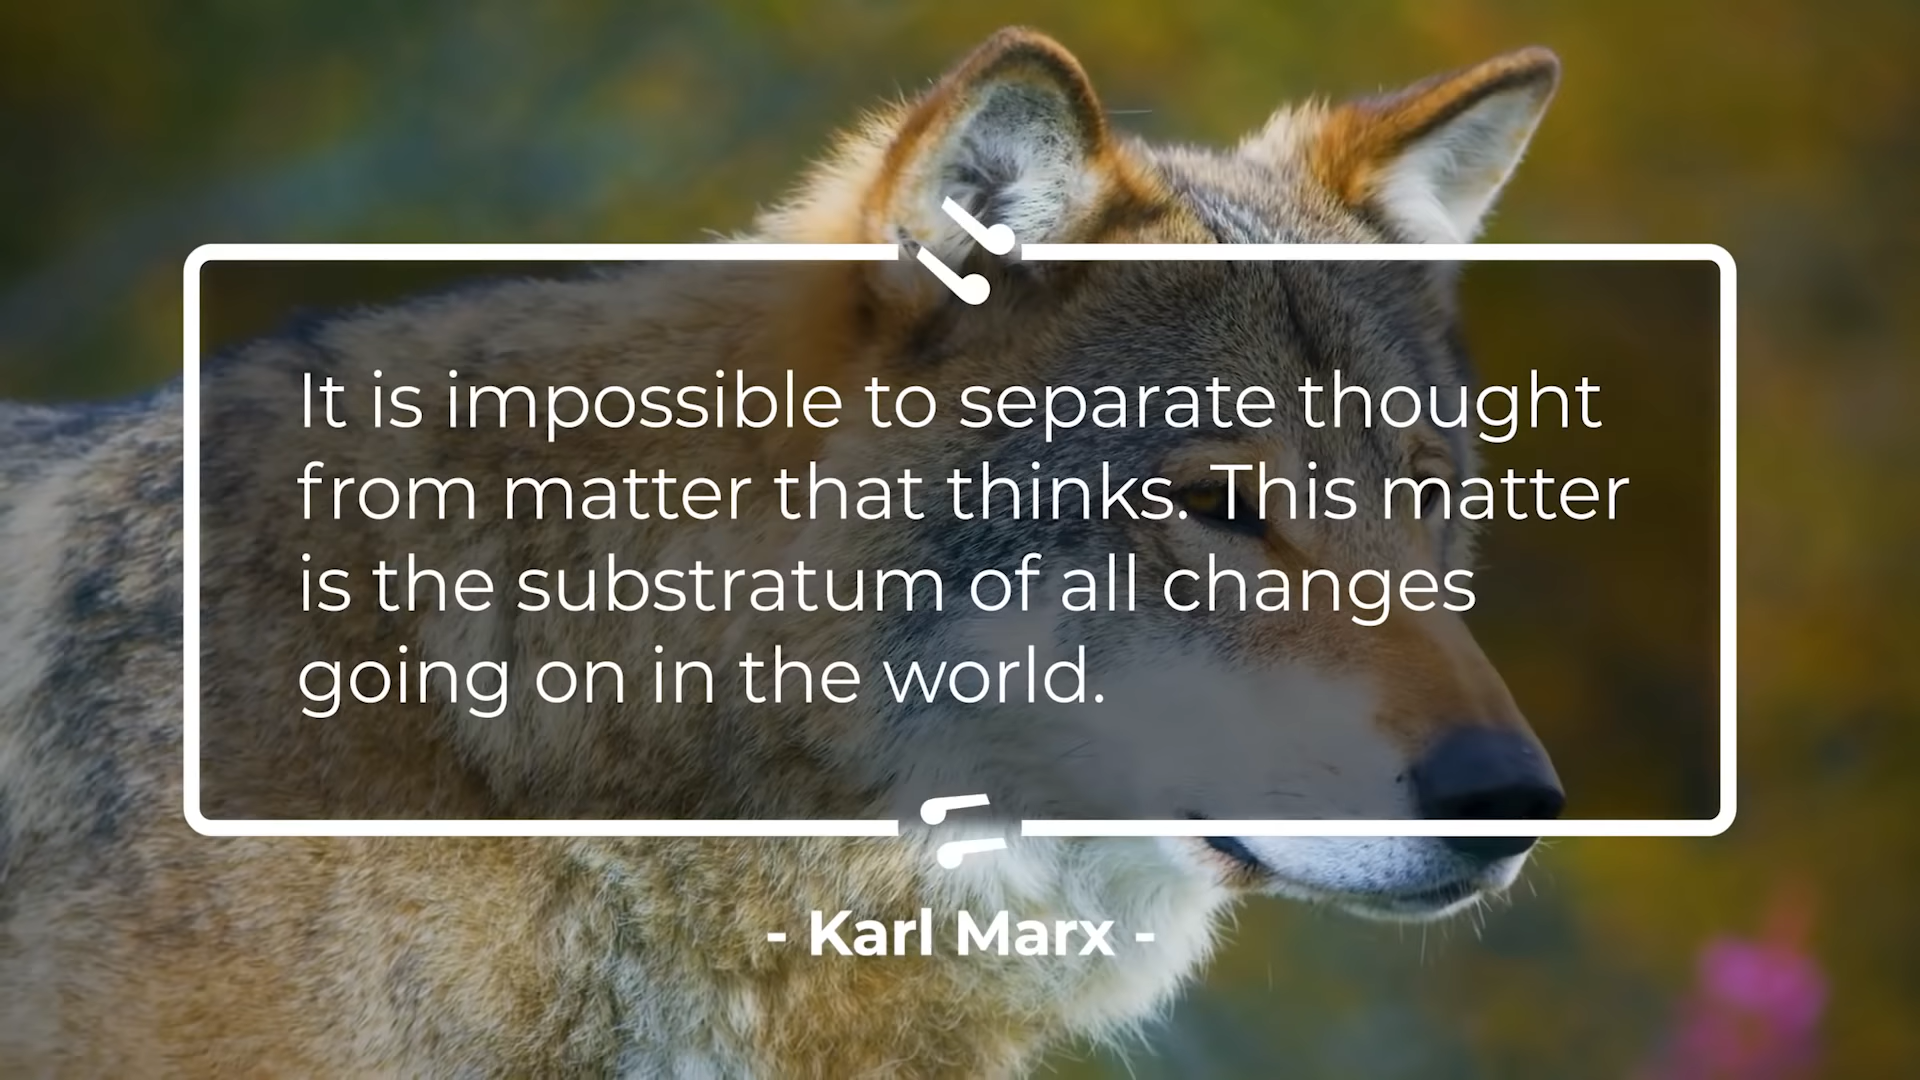 It is impossible to separate thought
from matter that thinks. This matter
is the substratum of all changes
going on in the world.
- Karl Marx -